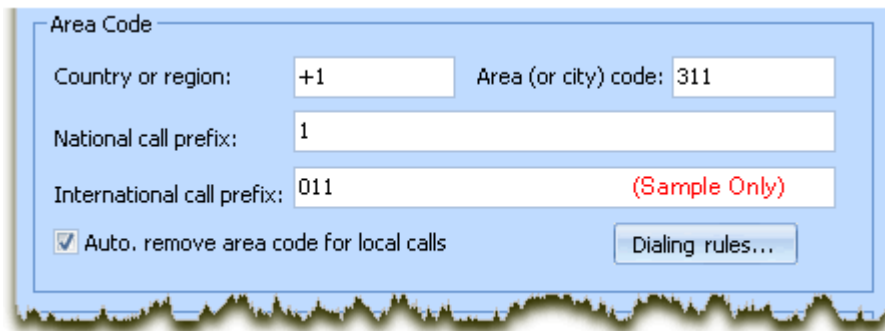 Area Code
Country or region: +1 Area (or city) code: 311
National call prefix: 1
International call prefix: 011 (Sample Only)
Auto. remove area code for local calls Dialing rules...